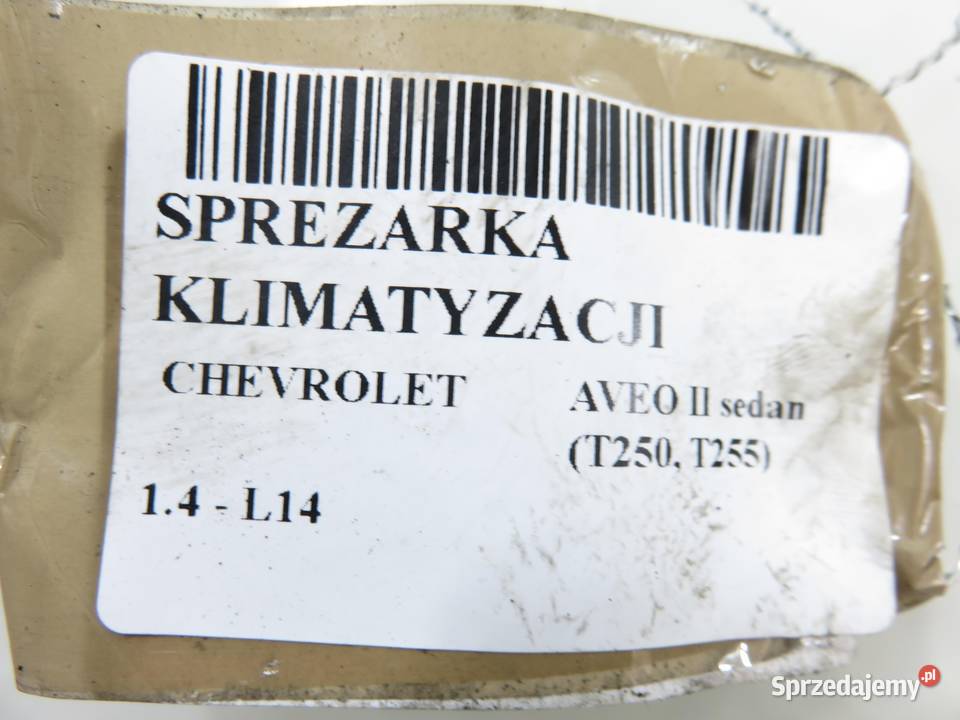 SPREZARKA
KLIMATYZACJI
CHEVROLET
AVEO II sedan
(T250, T255)
1.4 - L14
Sprzedajemy.pl